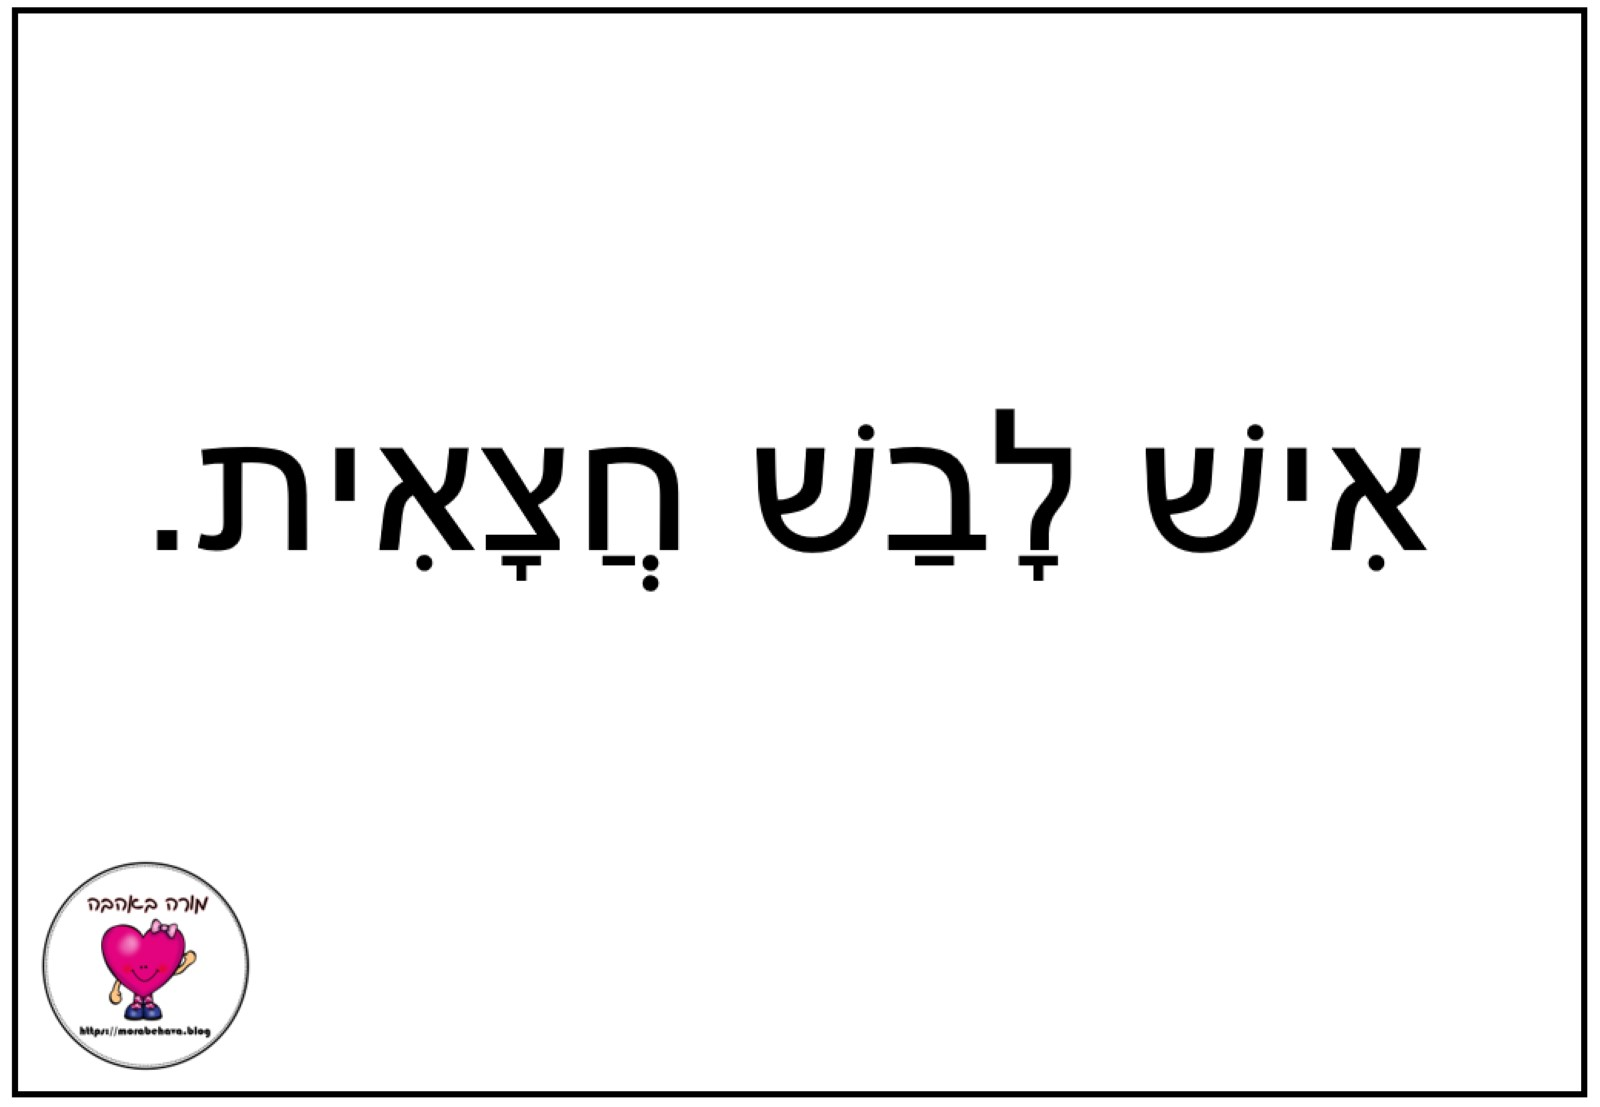 אִישׁ לָבַשׁ חֲצָאִית.
מורה באהבה
https://morabehava.blog